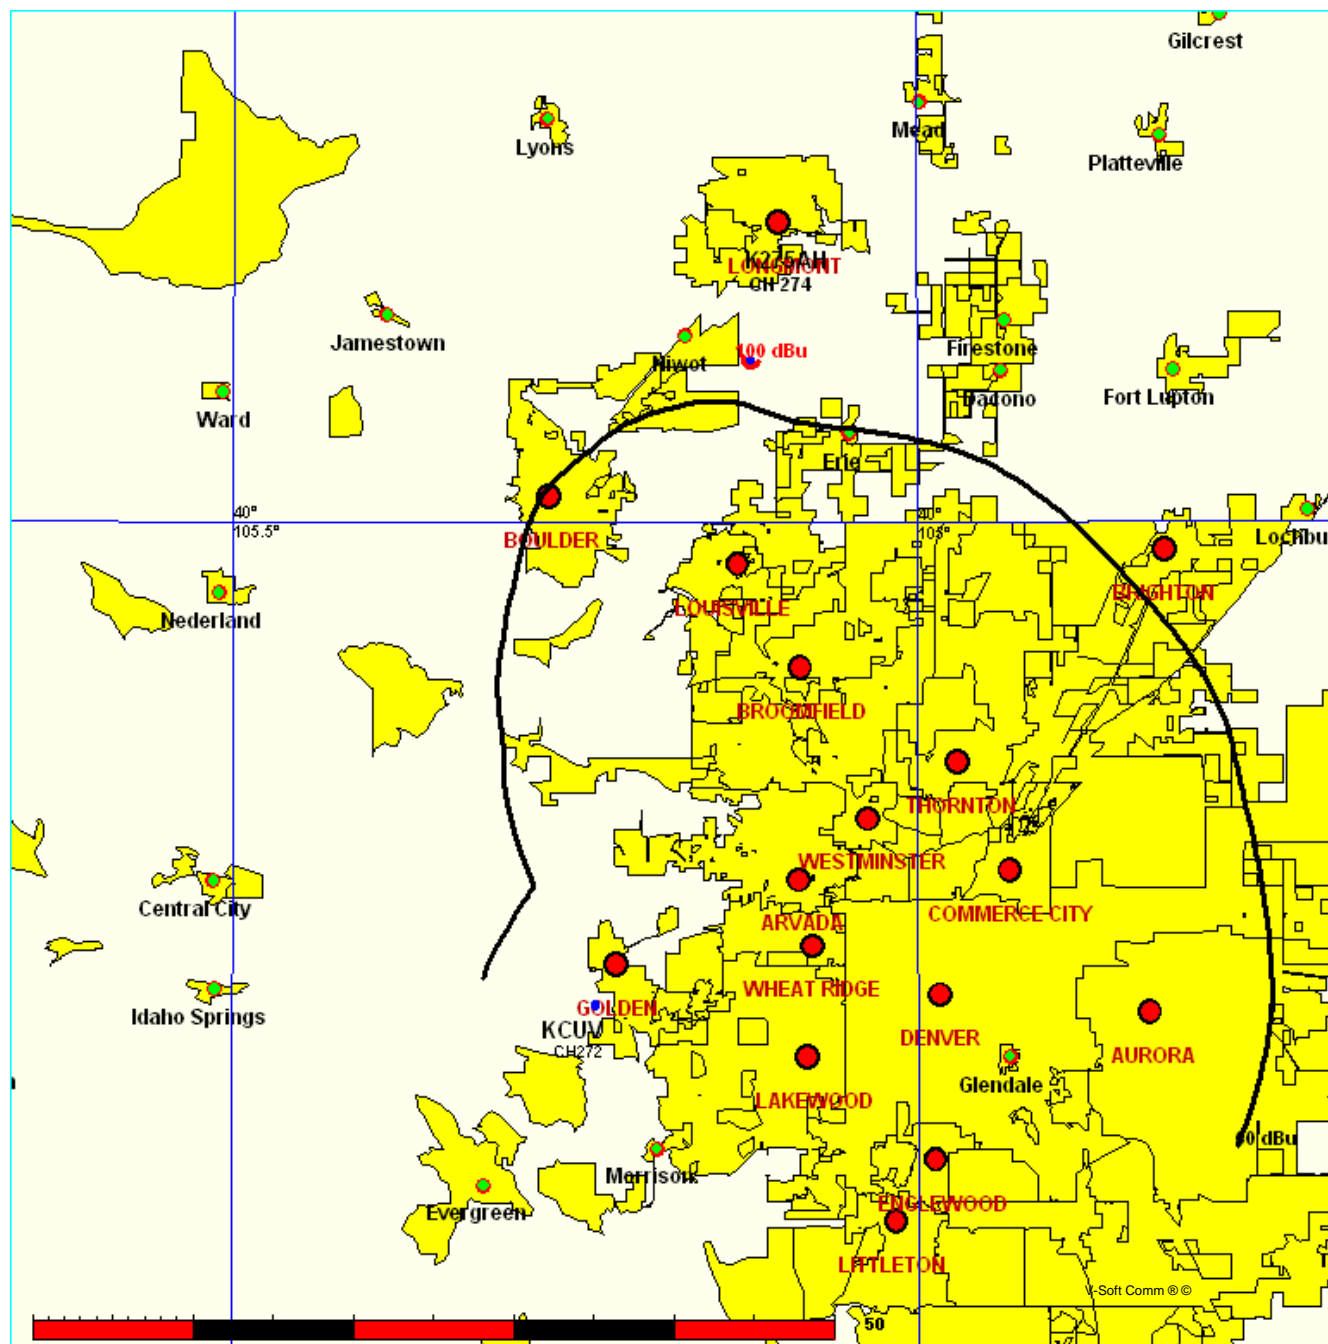 Gilcrest
Lyons
Mead
Platteville
K275AH
LONGMONT
CH 274
Jamestown
Niwot
100 dBu
Firestone
Dacono
Fort Lupton
Ward
Erie
BOULDER
40°
105.5°
40°
105°
Lochbu
LOUISVILLE
BRIGHTON
Nederland
BROOMFIELD
THORNTON
WESTMINSTER
Central City
ARVADA
COMMERCE CITY
WHEAT RIDGE
GOLDEN
Idaho Springs
KCUV
CH272
DENVER
AURORA
Glendale
LAKEWOOD
dBu
Morrison
Evergreen
ENGLEWOOD
LITTLETON
V-Soft Comm ® ©
50